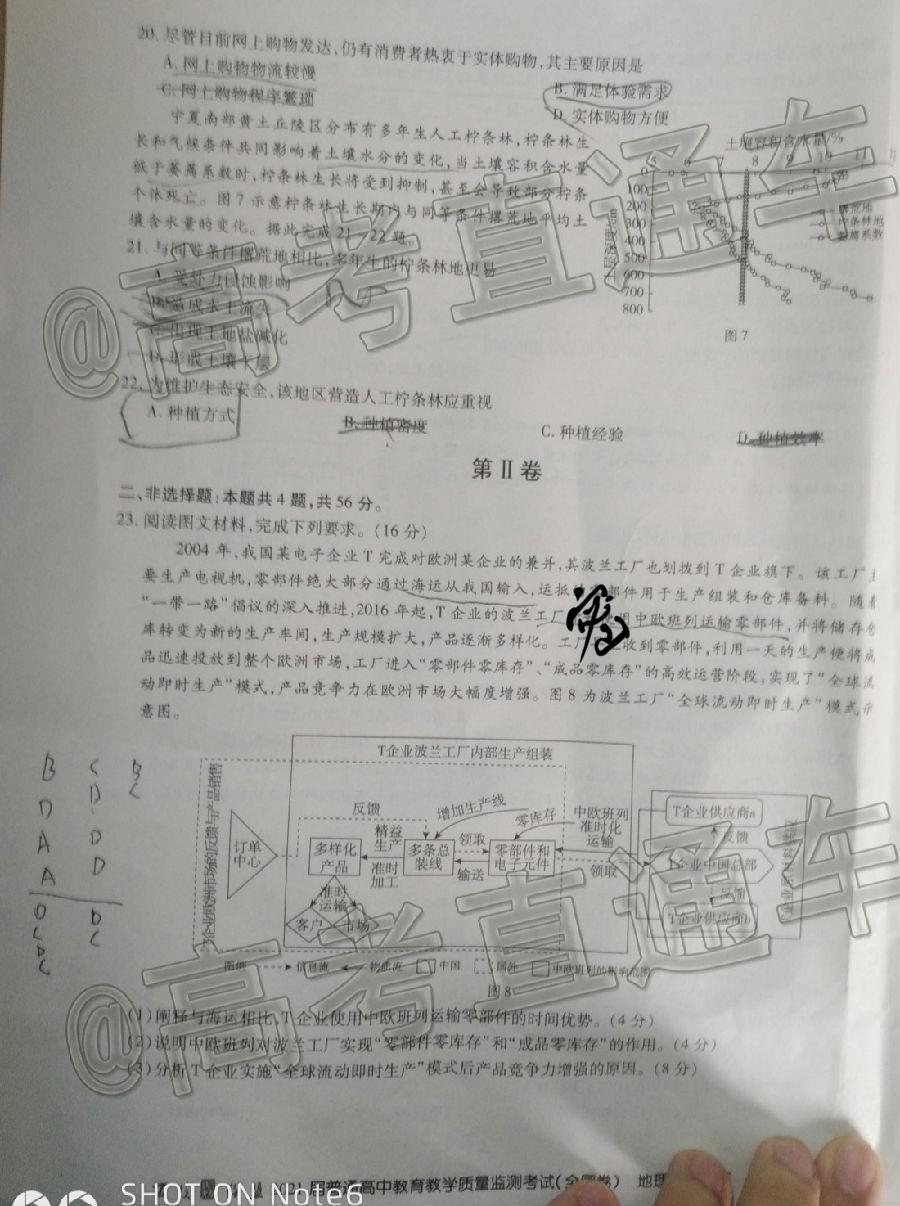 20. 尽管目前网上购物发达,仍有消费者热衷于实体购物,其主要原因是
A. 网上购物物流较慢
B. 满足体验需求
C. 网上购物程序繁琐
D. 实体购物方便
宁夏南部黄土丘陵区分布有多年生人工柠条林,柠条林生
长和气候条件共同影响着土壤水分的变化,当土壤容积含水量
低于萎蔫系数时,柠条林生长将受到抑制,甚至会导致部分柠条
个体死亡。图7示意柠条林生长期内与同等条件撂荒地平均土
壤含水量的变化。据此完成21~22题。
土壤容积含水量/%
5 6 7 8 9 10 11
100
200
300
400
500
600
700
800
撂荒地
柠条林地
萎蔫系数
图7
21. 与同等条件撂荒地相比,多年生的柠条林地更易
A. 受外力侵蚀影响
B. 造成水土流失
C. 出现土地盐碱化
D. 形成土壤干层
22. 为维护生态安全,该地区营造人工柠条林应重视
A. 种植方式
B. 种植密度
C. 种植经验
D. 种植效率
第Ⅱ卷
二、非选择题:本题共4题,共56分。
23. 阅读图文材料,完成下列要求。(16分)
2004年,我国某电子企业T完成对欧洲某企业的兼并,其波兰工厂也划拨到T企业旗下。该工厂主
要生产电视机,零部件绝大部分通过海运从我国输入,运抵 部件用于生产组装和仓库备料。随着
“一带一路”倡议的深入推进,2016年起,T企业的波兰工厂 用中欧班列运输零部件,并将储存仓
库转变为新的生产车间,生产规模扩大,产品逐渐多样化。工厂 收到零部件,利用一天的生产便将成
品迅速投放到整个欧洲市场,工厂进入“零部件零库存”、“成品零库存”的高效运营阶段,实现了“全球流
动即时生产”模式,产品竞争力在欧洲市场大幅度增强。图8为波兰工厂“全球流动即时生产”模式示
意图。
T企业波兰工厂内部生产组装
订单
中心
反馈
增加生产线
零库存
中欧班列
准时化
运输
多样化
产品
精益
生产
准时
加工
多条总
装线
领取
输送
零部件和
电子元件
领取
准时
运输
客户
市场
T企业供应商a
反馈
T企业中国总部
反馈
T企业供应商b
图例
信息流
物质流
中国
国外
中欧班列的影响范围
图8
(1)阐释与海运相比,T企业使用中欧班列运输零部件的时间优势。(4分)
(2)说明中欧班列对波兰工厂实现“零部件零库存”和“成品零库存”的作用。(4分)
(3)分析T企业实施“全球流动即时生产”模式后产品竞争力增强的原因。(8分)
21届普通高中教育教学质量监测考试(全国卷) 地理
@高考直通车
@高考直通车
SHOT ON Note6